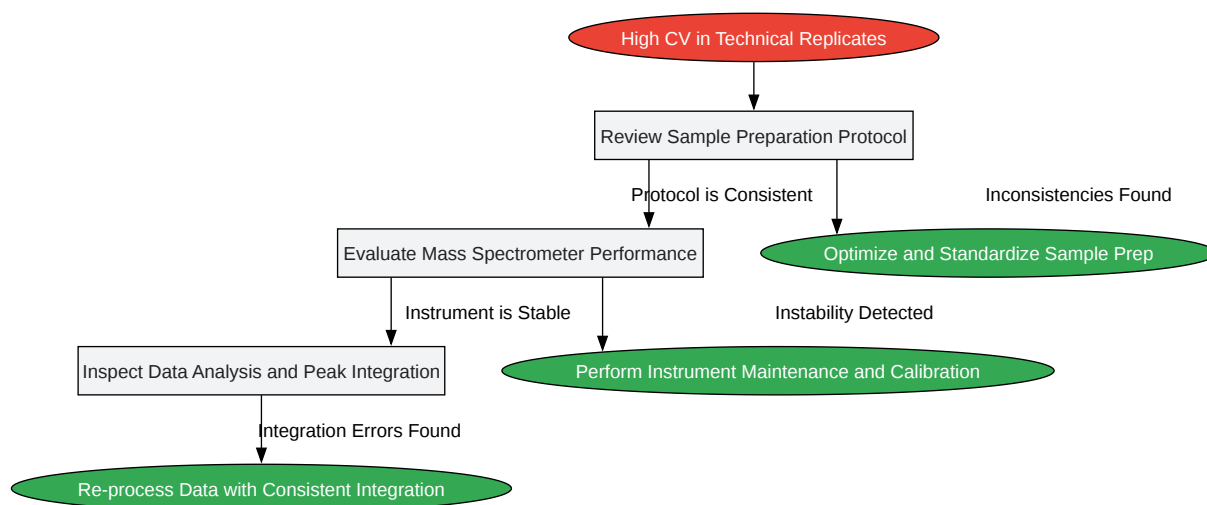 High CV in Technical Replicates
Review Sample Preparation Protocol
Protocol is Consistent
Inconsistencies Found
Evaluate Mass Spectrometer Performance
Optimize and Standardize Sample Prep
Instrument is Stable
Instability Detected
Inspect Data Analysis and Peak Integration
Perform Instrument Maintenance and Calibration
Integration Errors Found
Re-process Data with Consistent Integration